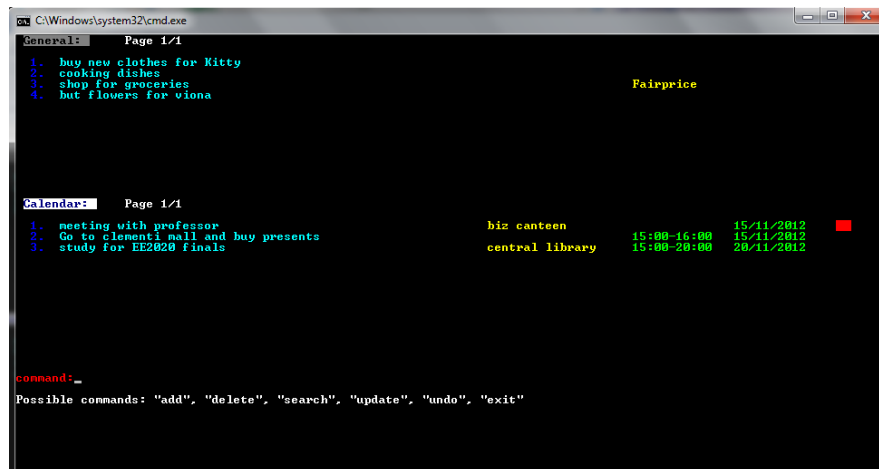 C:\Windows\system32\cmd.exe
General: Page 1/1
1. buy new clothes for Kitty
2. cooking dishes
3. shop for groceries Fairprice
4. but flowers for viona
Calendar: Page 1/1
1. meeting with professor biz canteen 15/11/2012
2. Go to clementi mall and buy presents 15:00-16:00 15/11/2012
3. study for EE2020 finals central library 15:00-20:00 20/11/2012
command:_
Possible commands: "add", "delete", "search", "update", "undo", "exit"